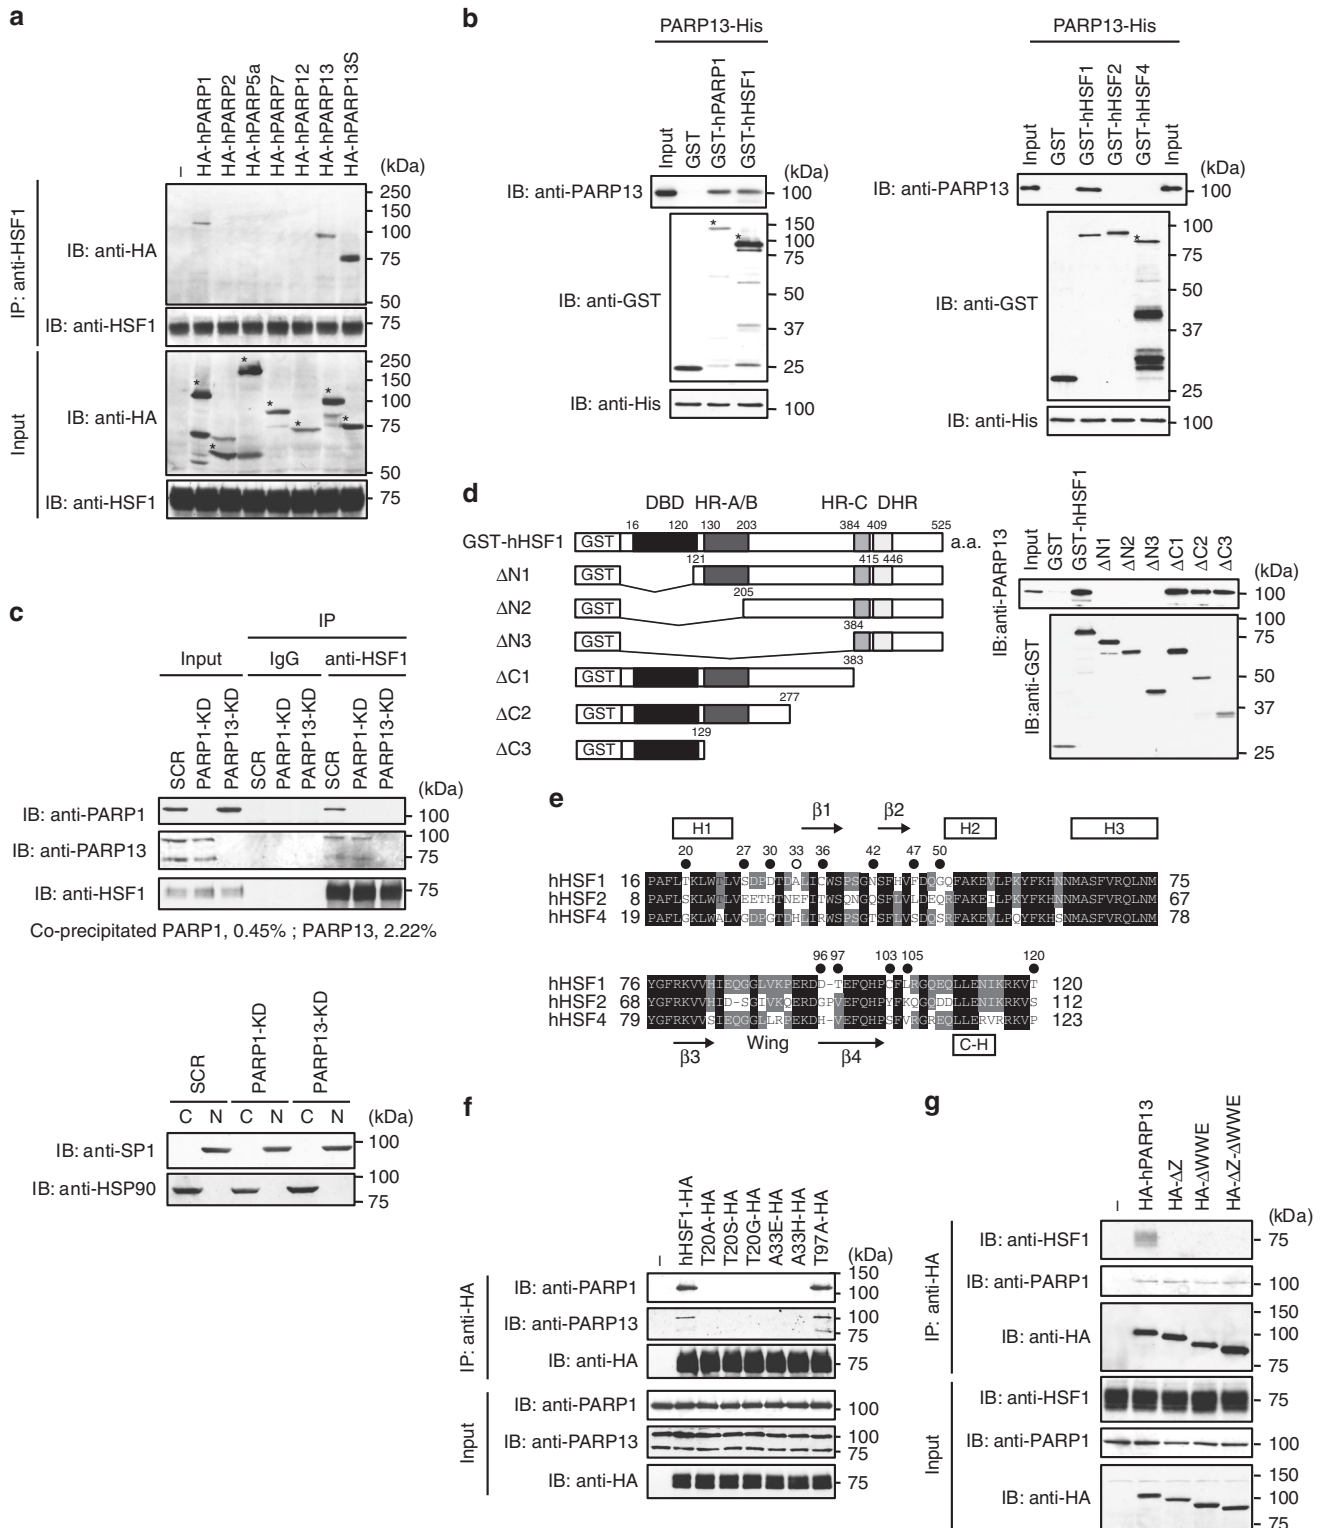 a
–
HA-hPARP1
HA-hPARP2
HA-hPARP5a
HA-hPARP7
HA-hPARP12
HA-hPARP13
HA-hPARP13S
(kDa)
IP: anti-HSF1
IB: anti-HA
250
150
100
75
50
IB: anti-HSF1
75
Input
IB: anti-HA
* * * * * * *
250
150
100
75
50
IB: anti-HSF1
75
b
PARP13-His
Input
GST
GST-hPARP1
GST-hHSF1
(kDa)
IB: anti-PARP13
100
IB: anti-GST
* *
150
100
75
50
37
25
IB: anti-His
100
PARP13-His
Input
GST
GST-hHSF1
GST-hHSF2
GST-hHSF4
Input
(kDa)
IB: anti-PARP13
100
IB: anti-GST
*
100
75
50
37
25
IB: anti-His
100
c
IP
Input IgG anti-HSF1
SCR
PARP1-KD
PARP13-KD
SCR
PARP1-KD
PARP13-KD
SCR
PARP1-KD
PARP13-KD
(kDa)
IB: anti-PARP1
100
IB: anti-PARP13
100
75
IB: anti-HSF1
75
Co-precipitated PARP1, 0.45% ; PARP13, 2.22%
SCR
PARP1-KD
PARP13-KD
C N C N C N (kDa)
IB: anti-SP1
100
IB: anti-HSP90
100
75
d
DBD HR-A/B HR-C DHR
16 120 130 203 384 409 525
GST-hHSF1 GST a.a.
121 415 446
ΔN1 GST
205
ΔN2 GST
384
ΔN3 GST
383
ΔC1 GST
277
ΔC2 GST
129
ΔC3 GST
Input
GST
GST-hHSF1
ΔN1
ΔN2
ΔN3
ΔC1
ΔC2
ΔC3
(kDa)
IB:anti-PARP13
100
IB:anti-GST
100
75
50
37
25
e
β1 β2
H1 H2 H3
20 27 30 33 36 42 47 50
hHSF1 16 PAFLTKLWTLVSDPDTDALICWSPSGNSFHVFDQGQFAKEVLPKYFKHNNMASFVRQLNM 75
hHSF2 8 PAFLSKLWTLVEETHTNEFITWSQNGQSFLVLDEQRFAKEILPKYFKHNNMASFVRQLNM 67
hHSF4 19 PAFLGKLWALVGDPGTDHLIRWSPSGTSFLVSDQSRFAKEVLPQYFKHSNMASFVRQLNM 78
96 97 103 105 120
hHSF1 76 YGFRKVVHIEQGGLVKPERDD-TEFQHPCFLRGQEQLLENIKRKVT 120
hHSF2 68 YGFRKVVHID-SGIVKQERDGPVEFQHPYFKQGQDDLLENIKRKVS 112
hHSF4 79 YGFRKVVSIEQGGLLRPEKDH-VEFQHPSFVRGREQLLERVRRKVP 123
β3 Wing β4 C-H
f
–
hHSF1-HA
T20A-HA
T20S-HA
T20G-HA
A33E-HA
A33H-HA
T97A-HA
(kDa)
IP: anti-HA
IB: anti-PARP1
150
100
IB: anti-PARP13
100
75
IB: anti-HA
75
Input
IB: anti-PARP1
100
IB: anti-PARP13
100
75
IB: anti-HA
75
g
–
HA-hPARP13
HA-ΔZ
HA-ΔWWE
HA-ΔZ-ΔWWE
(kDa)
IP: anti-HA
IB: anti-HSF1
75
IB: anti-PARP1
100
IB: anti-HA
150
100
75
Input
IB: anti-HSF1
75
IB: anti-PARP1
100
IB: anti-HA
150
100
75